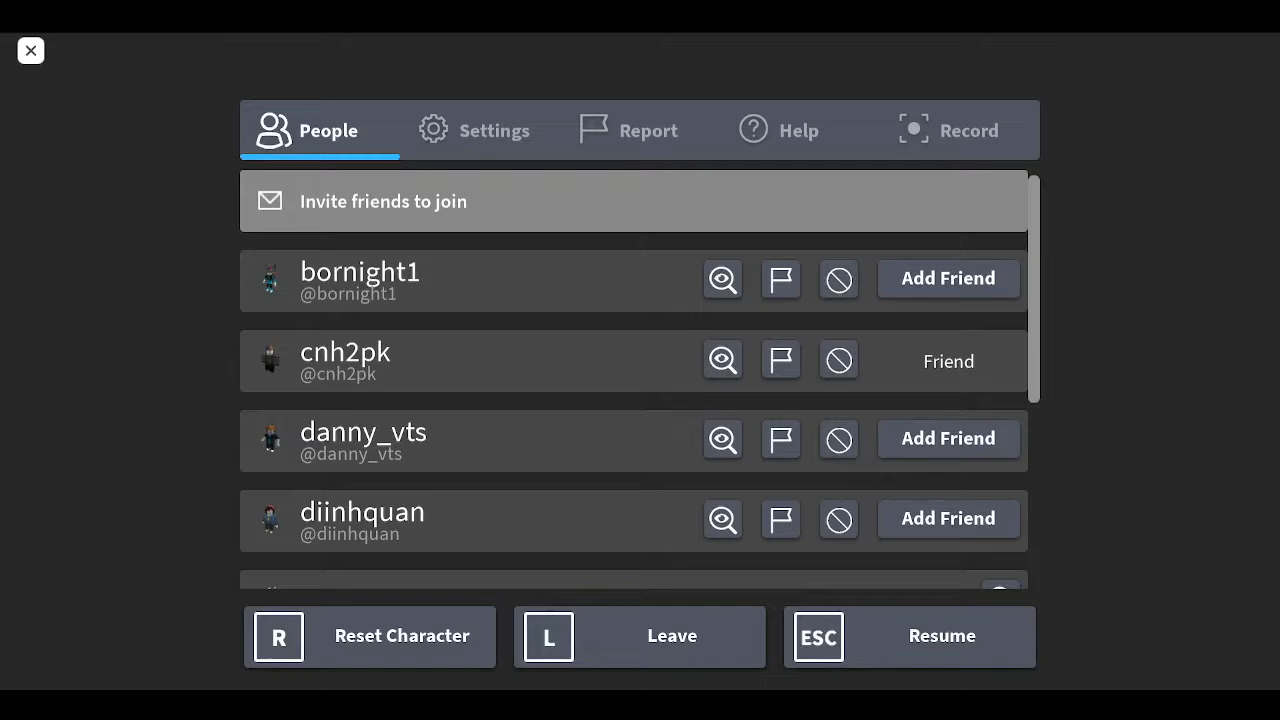 People
Settings
Report
Help
Record
Invite friends to join
bornight1
@bornight1
Add Friend
cnh2pk
@cnh2pk
Friend
danny_vts
@danny_vts
Add Friend
diinhquan
@diinhquan
Add Friend
R Reset Character
L Leave
ESC Resume